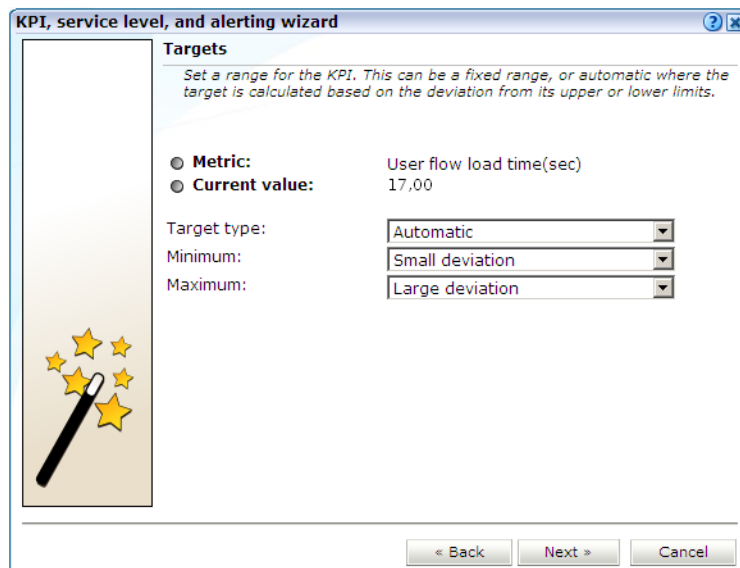 KPI, service level, and alerting wizard
Targets
Set a range for the KPI. This can be a fixed range, or automatic where the
target is calculated based on the deviation from its upper or lower limits.
Metric: User flow load time(sec)
Current value: 17,00
Target type: Automatic
Minimum: Small deviation
Maximum: Large deviation
« Back Next » Cancel